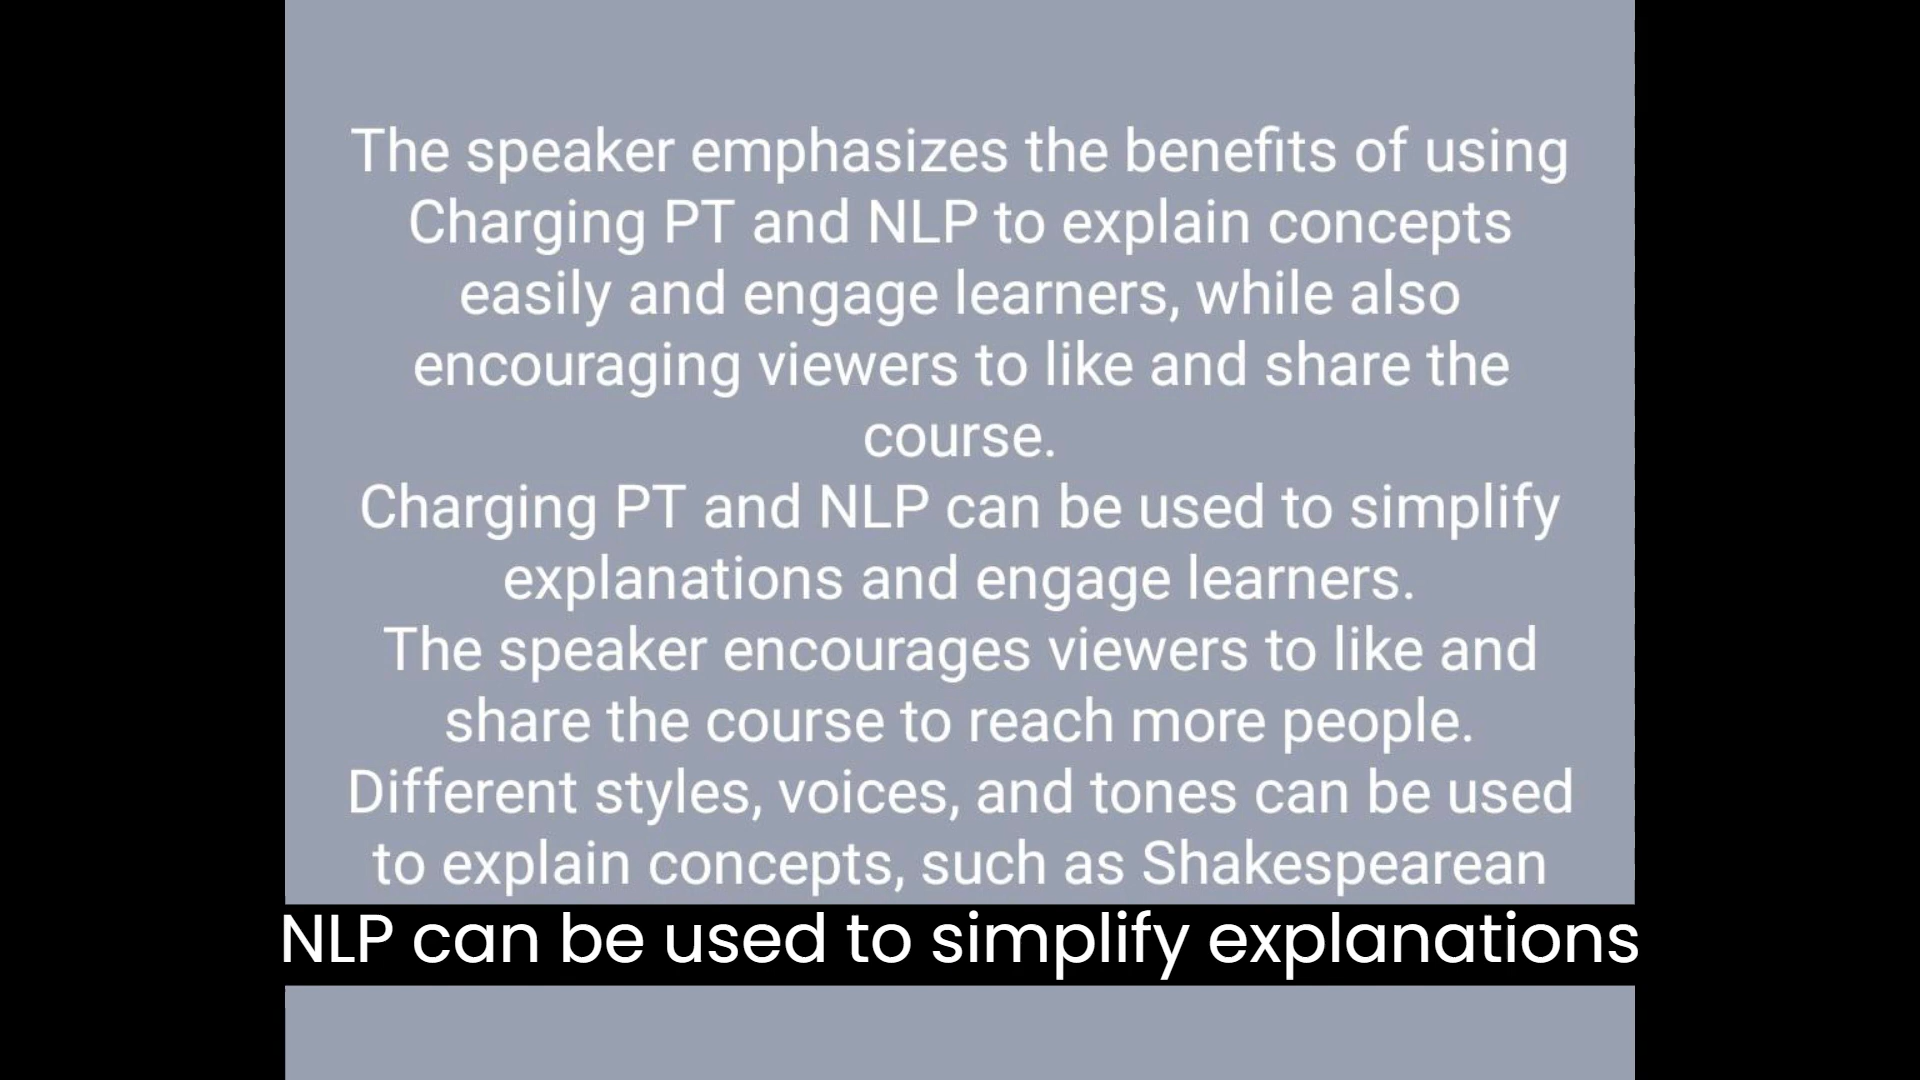 The speaker emphasizes the benefits of using
Charging PT and NLP to explain concepts
easily and engage learners, while also
encouraging viewers to like and share the
course.
Charging PT and NLP can be used to simplify
explanations and engage learners.
The speaker encourages viewers to like and
share the course to reach more people.
Different styles, voices, and tones can be used
to explain concepts, such as Shakespearean
NLP can be used to simplify explanations